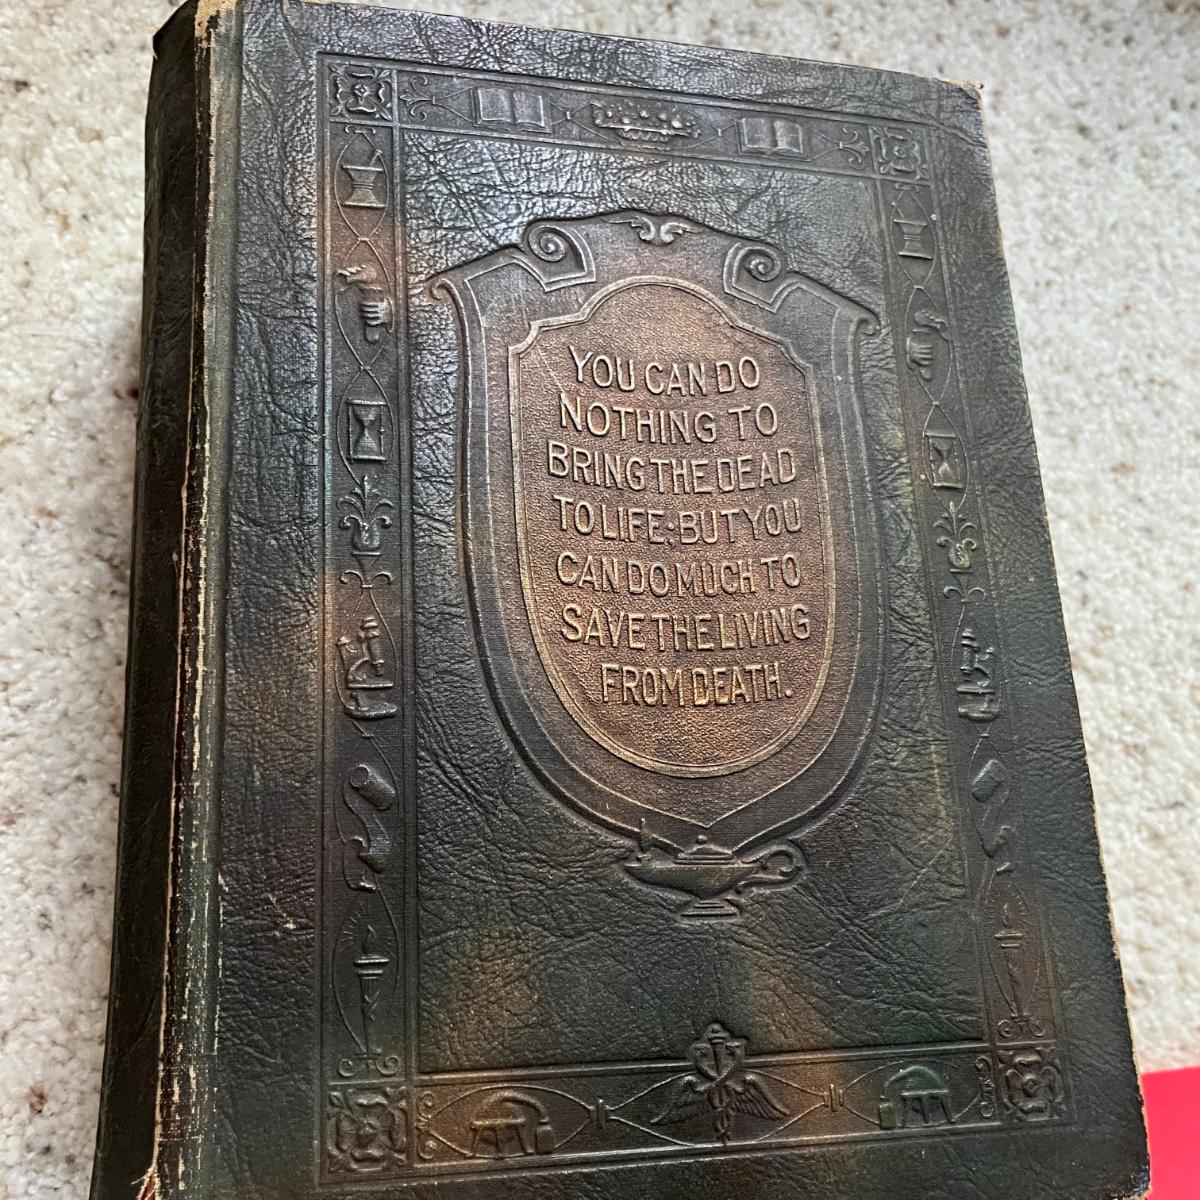 YOU CAN DO
NOTHING TO
BRING THE DEAD
TO LIFE; BUT YOU
CAN DO MUCH TO
SAVE THE LIVING
FROM DEATH.